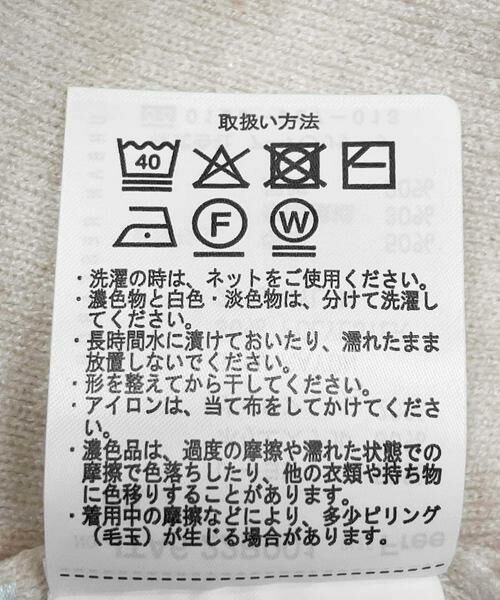 取扱い方法
40
F W
・洗濯の時は、ネットをご使用ください。
・濃色物と白色・淡色物は、分けて洗濯し
てください。
・長時間水に漬けておいたり、濡れたまま
放置しないでください。
・形を整えてから干してください。
・アイロンは、当て布をしてかけてくださ
い。
・濃色品は、過度の摩擦や濡れた状態での
摩擦で色落ちしたり、他の衣類や持ち物
に色移りすることがあります。
・着用中の摩擦などにより、多少ピリング
（毛玉）が生じる場合があります。